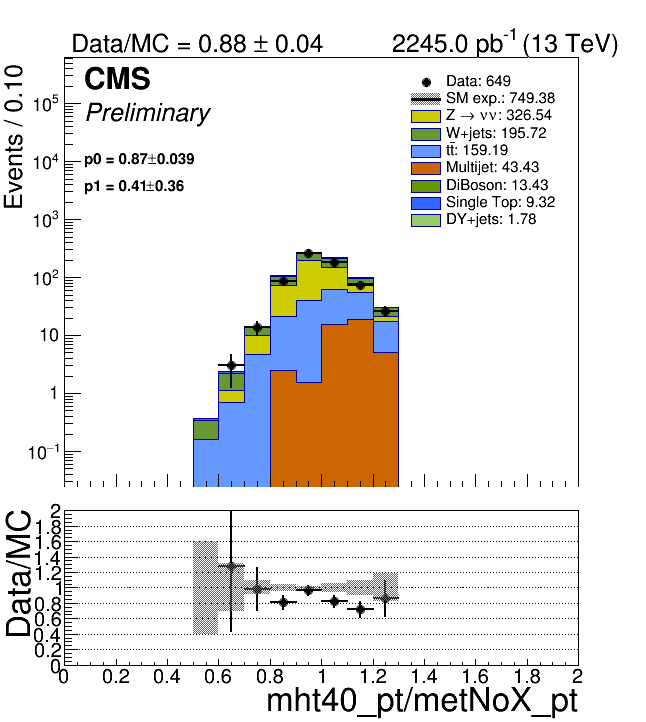 Data/MC = 0.88 ± 0.04
2245.0 pb⁻¹ (13 TeV)
CMS
Preliminary
p0 = 0.87±0.039
p1 = 0.41±0.36
Data: 649
SM exp.: 749.38
Z → νν: 326.54
W+jets: 195.72
tt̄: 159.19
Multijet: 43.43
DiBoson: 13.43
Single Top: 9.32
DY+jets: 1.78
Events / 0.10
10⁵
10⁴
10³
10²
10
1
10⁻¹
Data/MC
2
1.8
1.6
1.4
1.2
1
0.8
0.6
0.4
0.2
0
0 0.2 0.4 0.6 0.8 1 1.2 1.4 1.6 1.8 2
mht40_pt/metNoX_pt